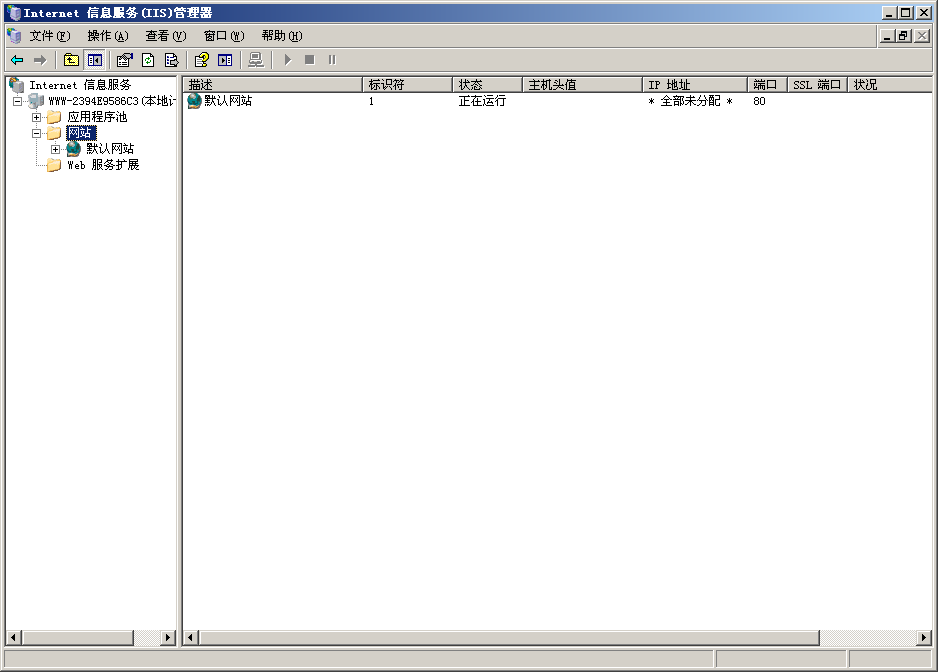 Internet 信息服务(IIS)管理器
文件(F) 操作(A) 查看(V) 窗口(W) 帮助(H)
Internet 信息服务
WWW-2394E9586C3(本地计
应用程序池
网站
默认网站
Web 服务扩展
描述 标识符 状态 主机头值 IP 地址 端口 SSL 端口 状况
默认网站 1 正在运行 * 全部未分配 * 80